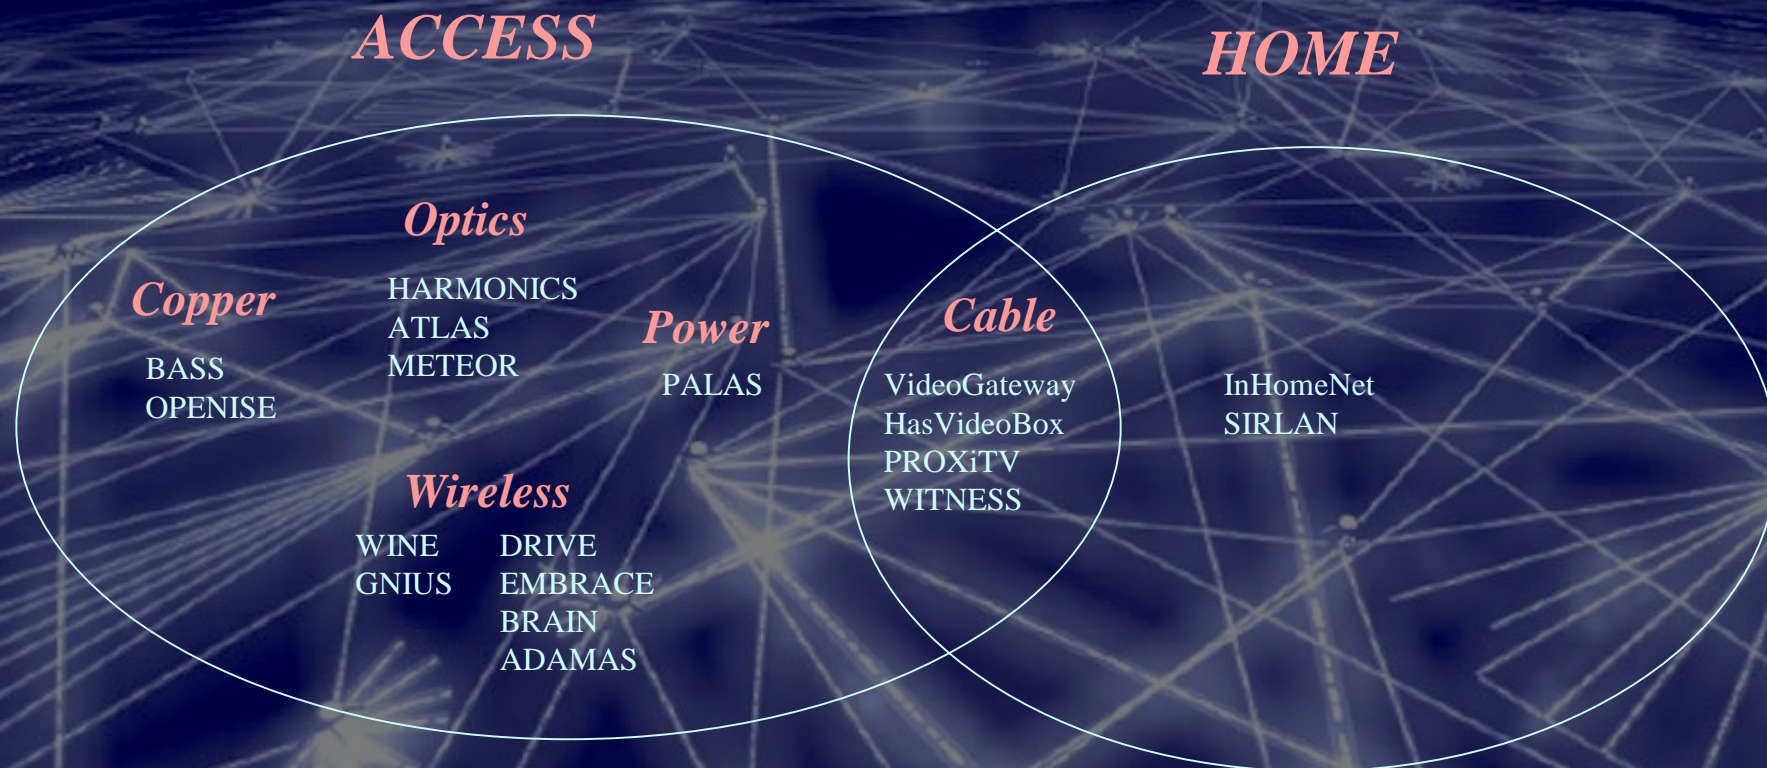 ACCESS
HOME
Optics
HARMONICS
ATLAS
METEOR
Copper
BASS
OPENISE
Power
PALAS
Cable
VideoGateway
HasVideoBox
PROXiTV
WITNESS
InHomeNet
SIRLAN
Wireless
WINE DRIVE
GNIUS EMBRACE
BRAIN
ADAMAS